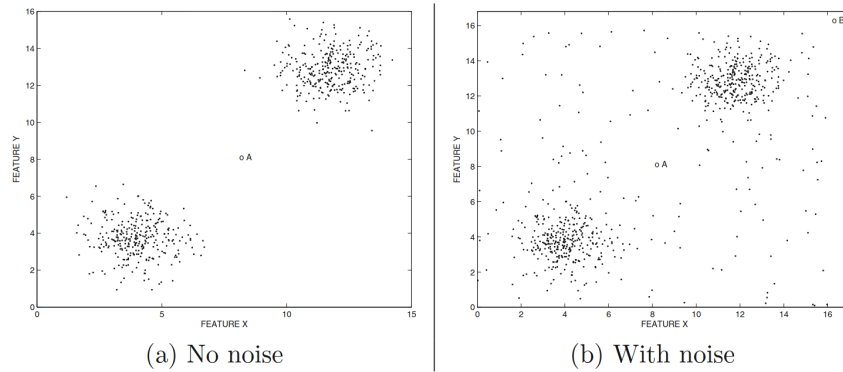 16
14
12
10
8
6
4
2
0
FEATURE Y
o A
0 5 10 15
FEATURE X
(a) No noise
16
14
12
10
8
6
4
2
0
FEATURE Y
o B
o A
0 2 4 6 8 10 12 14 16
FEATURE X
(b) With noise